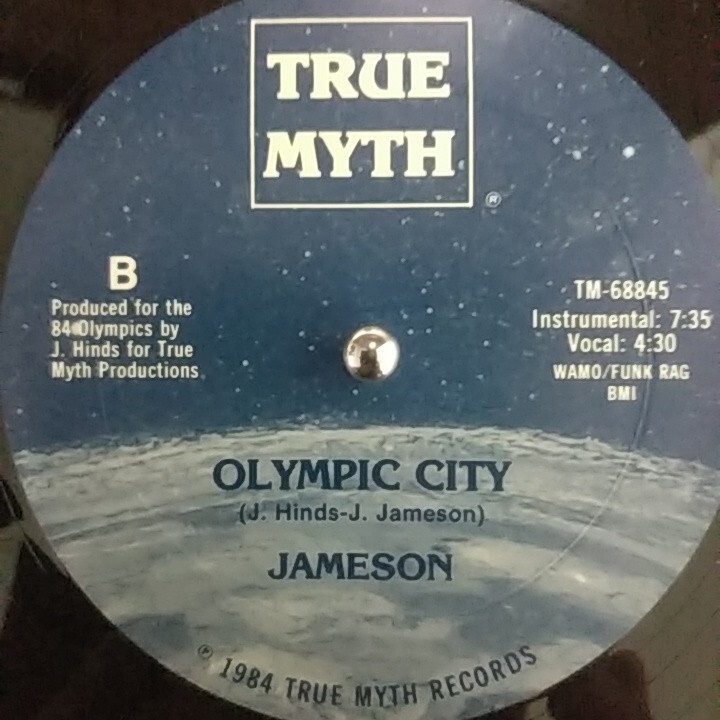 TRUE
MYTH
®
B
Produced for the
84 Olympics by
J. Hinds for True
Myth Productions
TM-68845
Instrumental: 7:35
Vocal: 4:30
WAMO/FUNK RAG
BMI
OLYMPIC CITY
(J. Hinds-J. Jameson)
JAMESON
℗ 1984 TRUE MYTH RECORDS